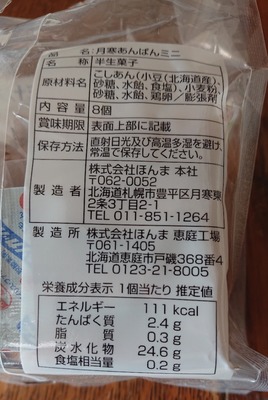 品名：月寒あんぱんミニ
名称：半生菓子
原材料名：こしあん（小豆（北海道産）、
砂糖、水飴、食塩）、小麦粉、
砂糖、水飴、鶏卵／膨張剤
内容量 8個
賞味期限 表面上部に記載
保存方法 直射日光及び高温多湿を避け、
常温で保存してください。
製造者 株式会社ほんま 本社
〒062-0052
北海道札幌市豊平区月寒東
2条3丁目2-1
TEL 011-851-1264
製造所 株式会社ほんま 恵庭工場
〒061-1405
北海道恵庭市戸磯368番4
TEL 0123-21-8005
栄養成分表示 1個当たり 推定値
エネルギー 111 kcal
たんぱく質 2.4 g
脂質 0.3 g
炭水化物 24.6 g
食塩相当量 0.2 g